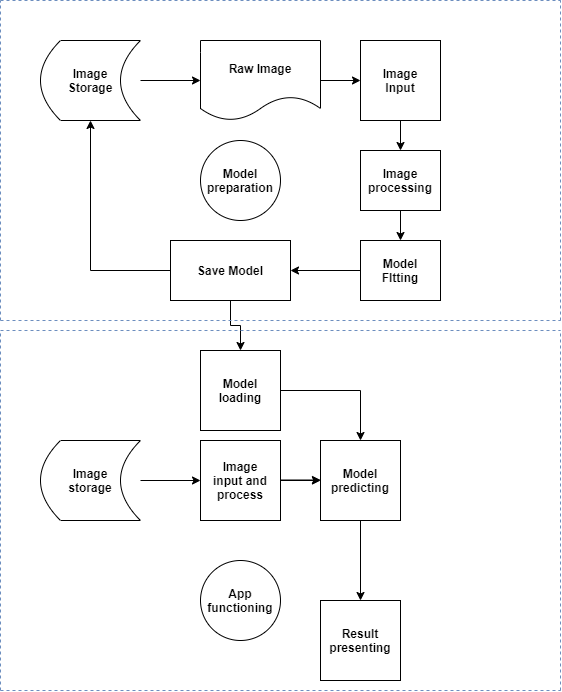 Image
Storage
Raw Image
Image
Input
Model
preparation
Image
processing
Save Model
Model
FItting
Model
loading
Image
storage
Image
input and
process
Model
predicting
App
functioning
Result
presenting